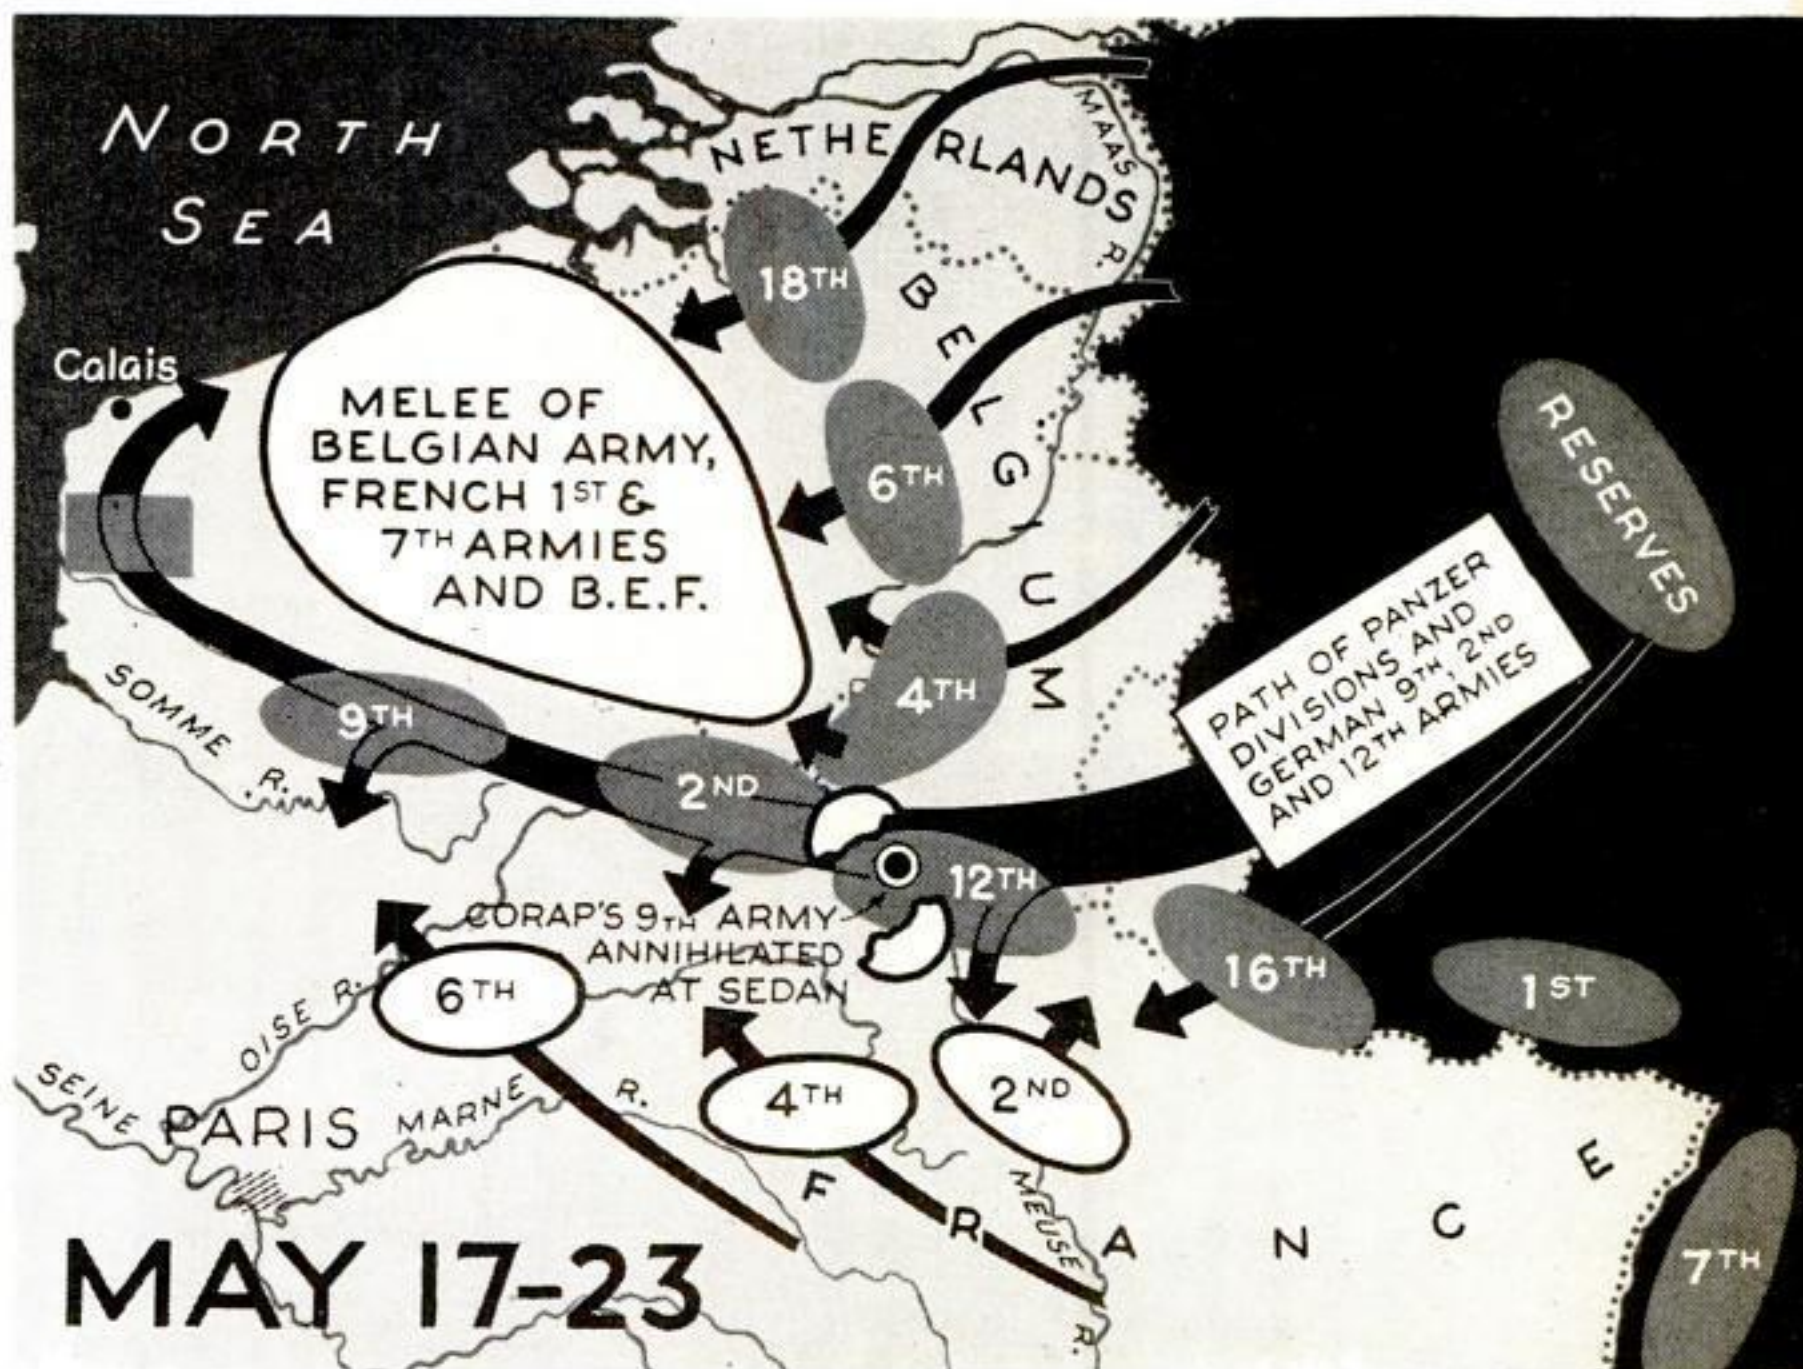 NORTH
SEA
NETHERLANDS
MAAS R.
BELGIUM
18TH
Calais
MELEE OF
BELGIAN ARMY,
FRENCH 1ST &
7TH ARMIES
AND B.E.F.
6TH
RESERVES
4TH
PATH OF PANZER
DIVISIONS AND
GERMAN 9TH, 2ND
AND 12TH ARMIES
SOMME R.
9TH
2ND
12TH
CORAP'S 9TH ARMY
ANNIHILATED
AT SEDAN
16TH
1ST
6TH
OISE R.
4TH
2ND
SEINE
PARIS
MARNE R.
FRANCE
MEUSE R.
7TH
MAY 17-23